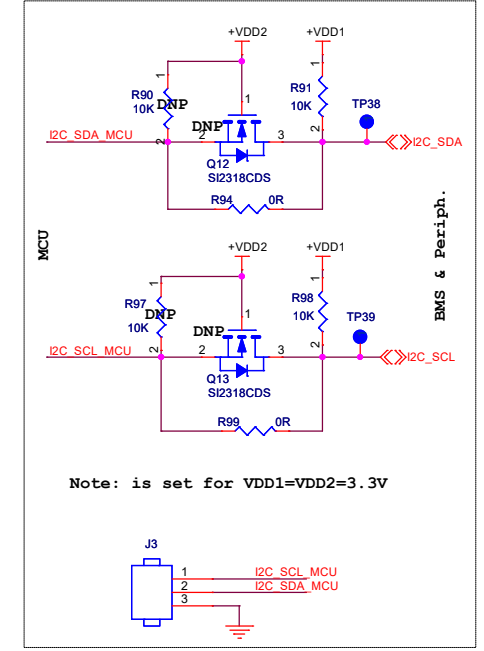 +VDD2
+VDD1
1
1
R90
10K
DNP
R91
10K
TP38
1
DNP
I2C_SDA_MCU
2
2
3
2
I2C_SDA
Q12
SI2318CDS
R94
0R
MCU
BMS & Periph.
+VDD2
+VDD1
1
1
R97
10K
DNP
R98
10K
TP39
1
DNP
I2C_SCL_MCU
2
2
3
2
I2C_SCL
Q13
SI2318CDS
R99
0R
Note: is set for VDD1=VDD2=3.3V
J3
1
I2C_SCL_MCU
2
I2C_SDA_MCU
3